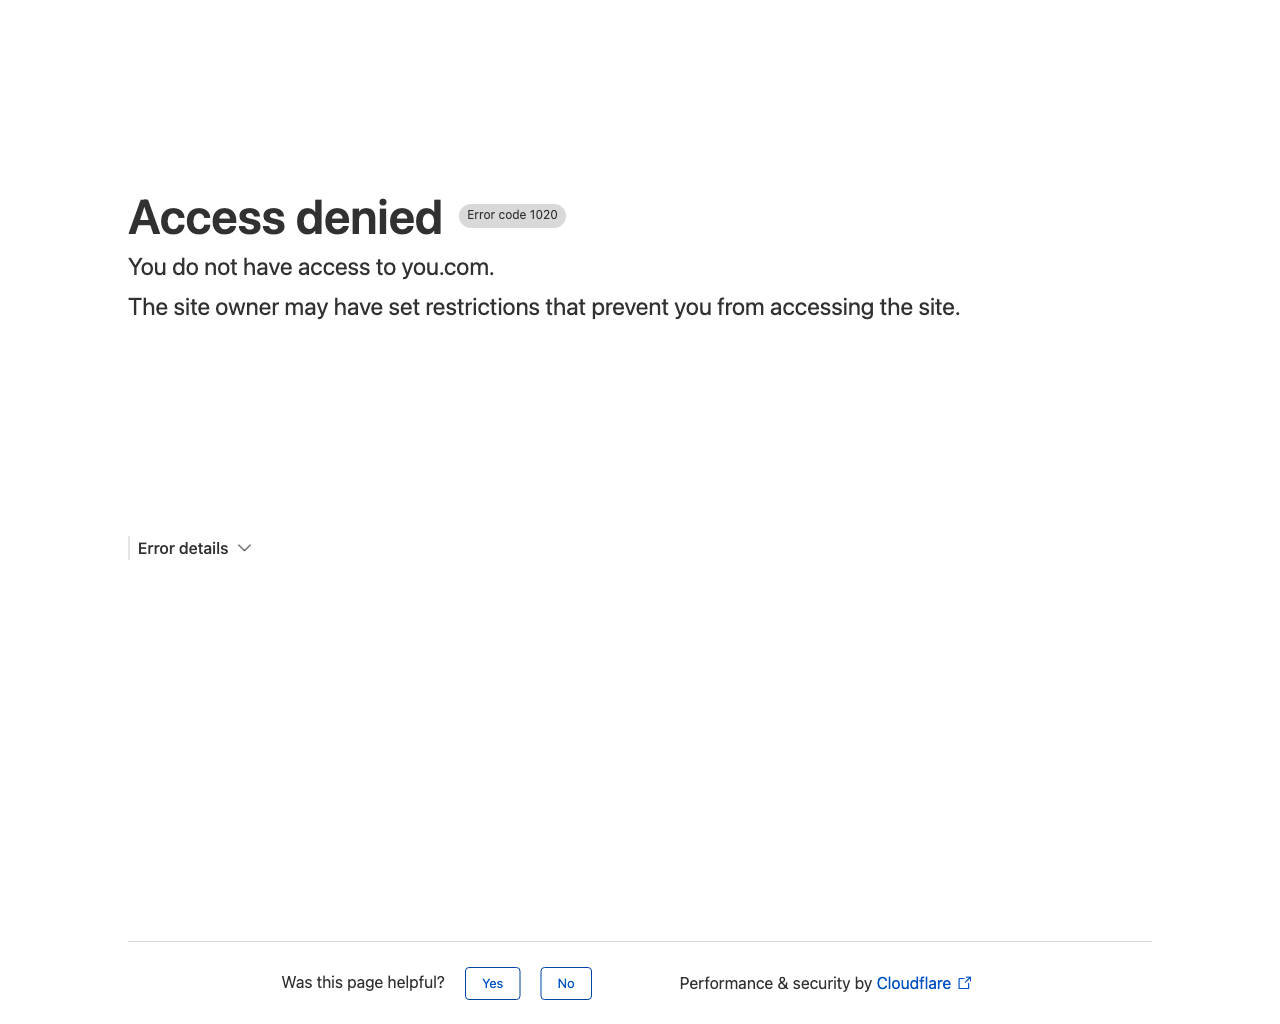 Access denied Error code 1020
You do not have access to you.com.
The site owner may have set restrictions that prevent you from accessing the site.
Error details
Was this page helpful? Yes No Performance & security by Cloudflare